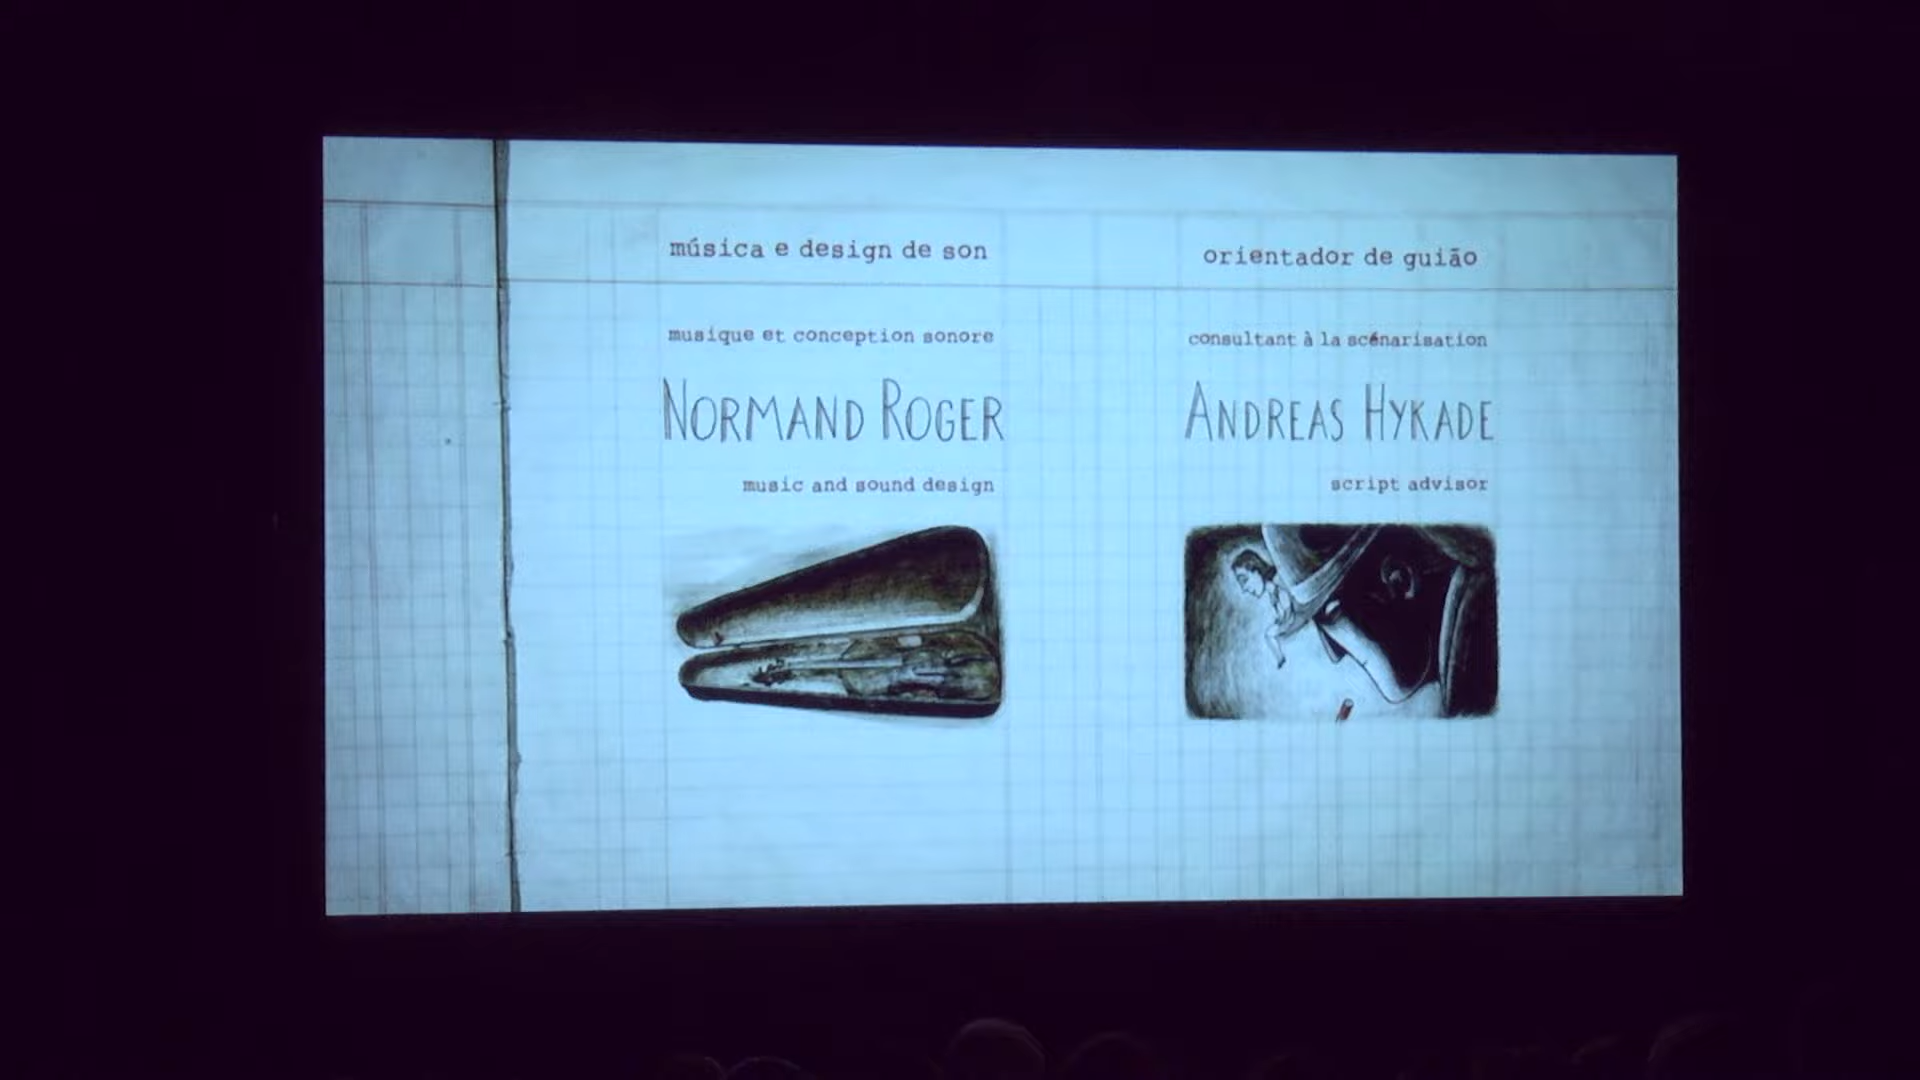 música e design de son
musique et conception sonore
NORMAND ROGER
music and sound design
orientador de guião
consultant à la scénarisation
ANDREAS HYKADE
script advisor